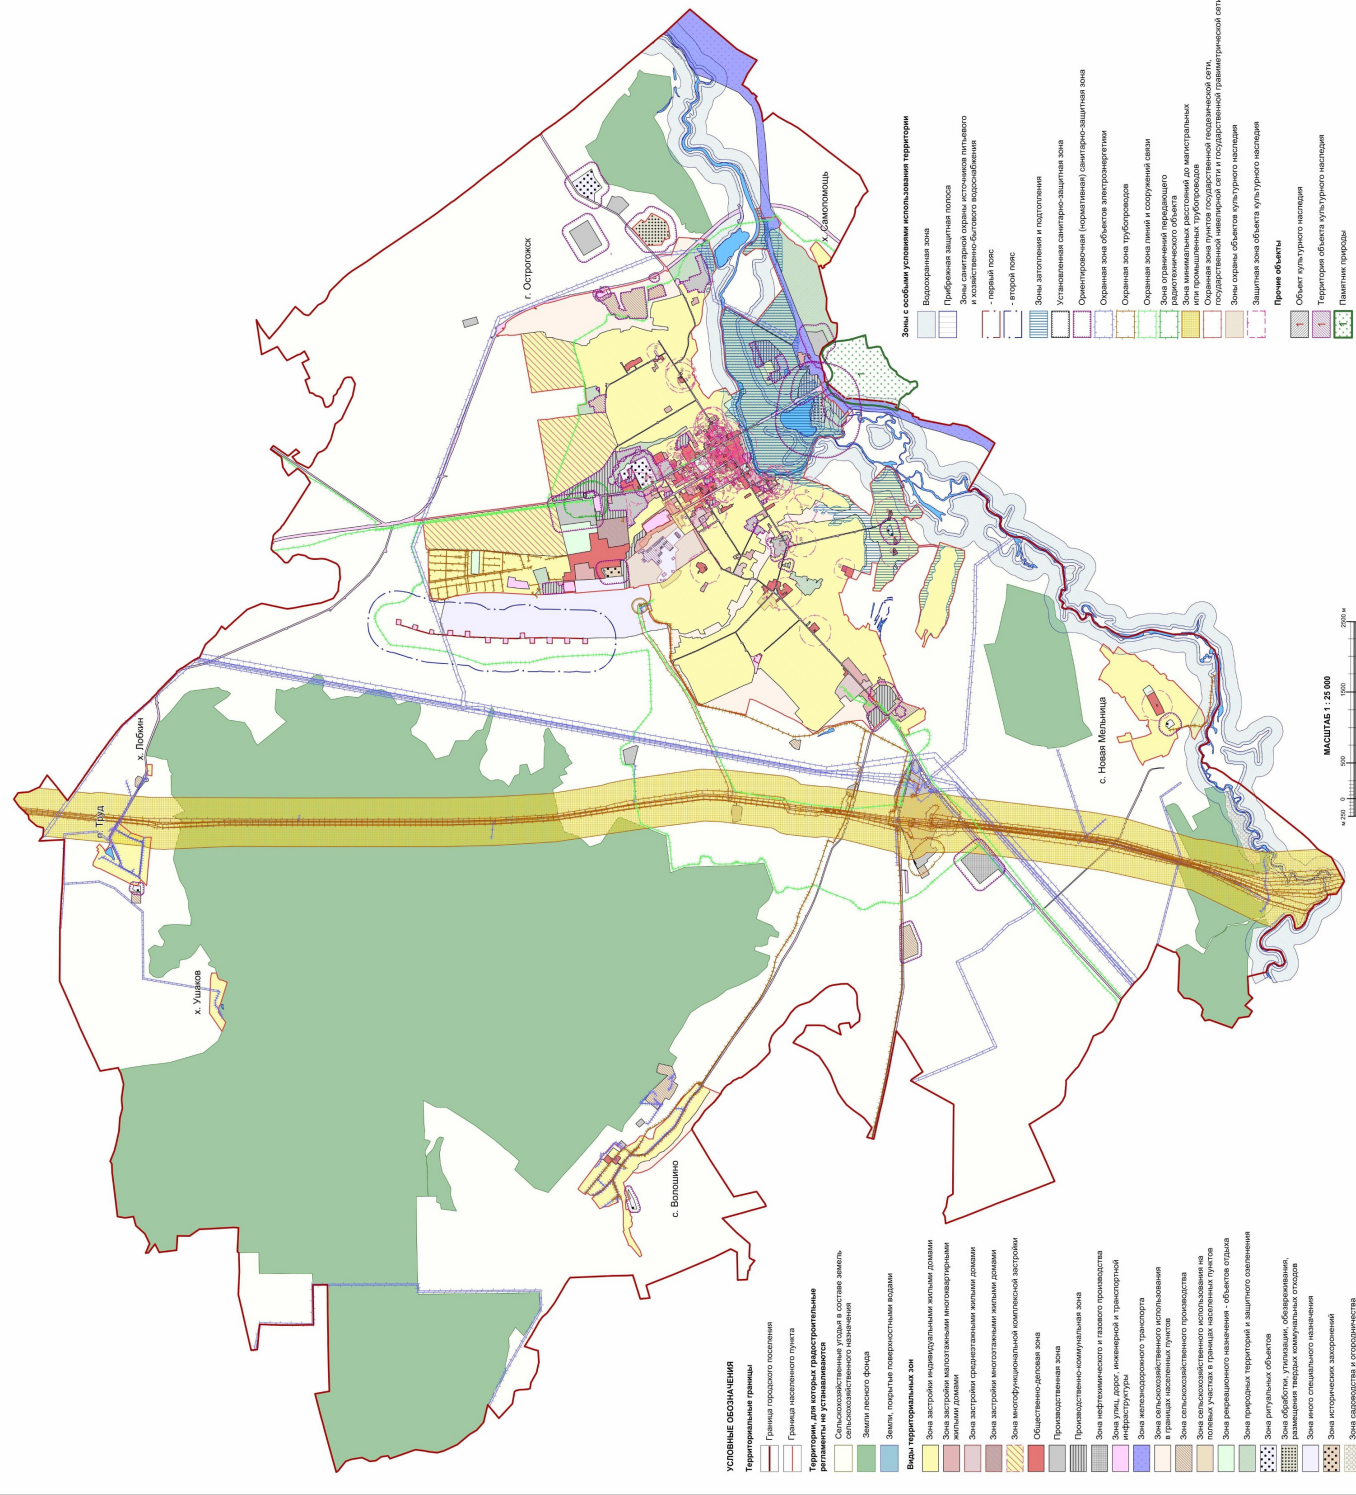 г. Острогожск
х. Самопомощь
х. Лобкин
п. Труд
х. Ушаков
с. Волошино
с. Новая Мельница
1
МАСШТАБ 1 : 25 000
м 250
0
500
1500
2500 м
УСЛОВНЫЕ ОБОЗНАЧЕНИЯ
Территориальные границы
Граница городского поселения
Граница населенного пункта
Территории, для которых градостроительные
регламенты не устанавливаются
Сельскохозяйственные угодья в составе земель
сельскохозяйственного назначения
Земли лесного фонда
Земли, покрытые поверхностными водами
Виды территориальных зон
Зона застройки индивидуальными жилыми домами
Зона застройки малоэтажными многоквартирными
жилыми домами
Зона застройки среднеэтажными жилыми домами
Зона застройки многоэтажными жилыми домами
Зона многофункциональной комплексной застройки
Общественно-деловая зона
Производственная зона
Производственно-коммунальная зона
Зона нефтехимического и газового производства
Зона улиц, дорог, инженерной и транспортной
инфраструктуры
Зона железнодорожного транспорта
Зона сельскохозяйственного использования
в границах населенных пунктов
Зона сельскохозяйственного производства
Зона сельскохозяйственного использования на
полевых участках в границах населенных пунктов
Зона рекреационного назначения - объектов отдыха
Зона природных территорий и защитного озеленения
Зона ритуальных объектов
Зона обработки, утилизации, обезвреживания,
размещения твердых коммунальных отходов
Зона иного специального назначения
Зона исторических захоронений
Зона садоводства и огородничества
Зоны с особыми условиями использования территории
Водоохранная зона
Прибрежная защитная полоса
Зоны санитарной охраны источников питьевого
и хозяйственно-бытового водоснабжения
- первый пояс
- второй пояс
Зоны затопления и подтопления
Установленная санитарно-защитная зона
Ориентировочная (нормативная) санитарно-защитная зона
Охранная зона объектов электроэнергетики
Охранная зона трубопроводов
Охранная зона линий и сооружений связи
Зона ограничений передающего
радиотехнического объекта
Зона минимальных расстояний до магистральных
или промышленных трубопроводов
Охранная зона пунктов государственной геодезической сети,
государственной нивелирной сети и государственной гравиметрической сети
Зоны охраны объектов культурного наследия
Защитная зона объекта культурного наследия
Прочие объекты
1
Объект культурного наследия
1
Территория объекта культурного наследия
1
Памятник природы